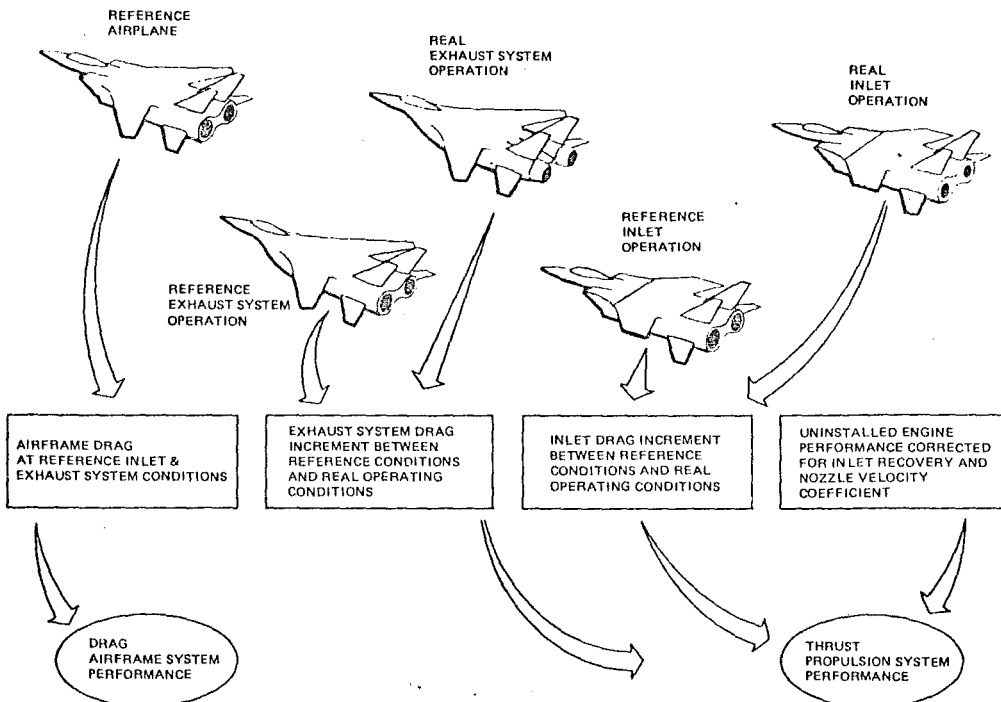 REFERENCE
AIRPLANE
REAL
EXHAUST SYSTEM
OPERATION
REAL
INLET
OPERATION
REFERENCE
EXHAUST SYSTEM
OPERATION
REFERENCE
INLET
OPERATION
AIRFRAME DRAG
AT REFERENCE INLET &
EXHAUST SYSTEM CONDITIONS
EXHAUST SYSTEM DRAG
INCREMENT BETWEEN
REFERENCE CONDITIONS
AND REAL OPERATING
CONDITIONS
INLET DRAG INCREMENT
BETWEEN REFERENCE
CONDITIONS AND REAL
OPERATING CONDITIONS
UNINSTALLED ENGINE
PERFORMANCE CORRECTED
FOR INLET RECOVERY AND
NOZZLE VELOCITY
COEFFICIENT
DRAG
AIRFRAME SYSTEM
PERFORMANCE
THRUST
PROPULSION SYSTEM
PERFORMANCE